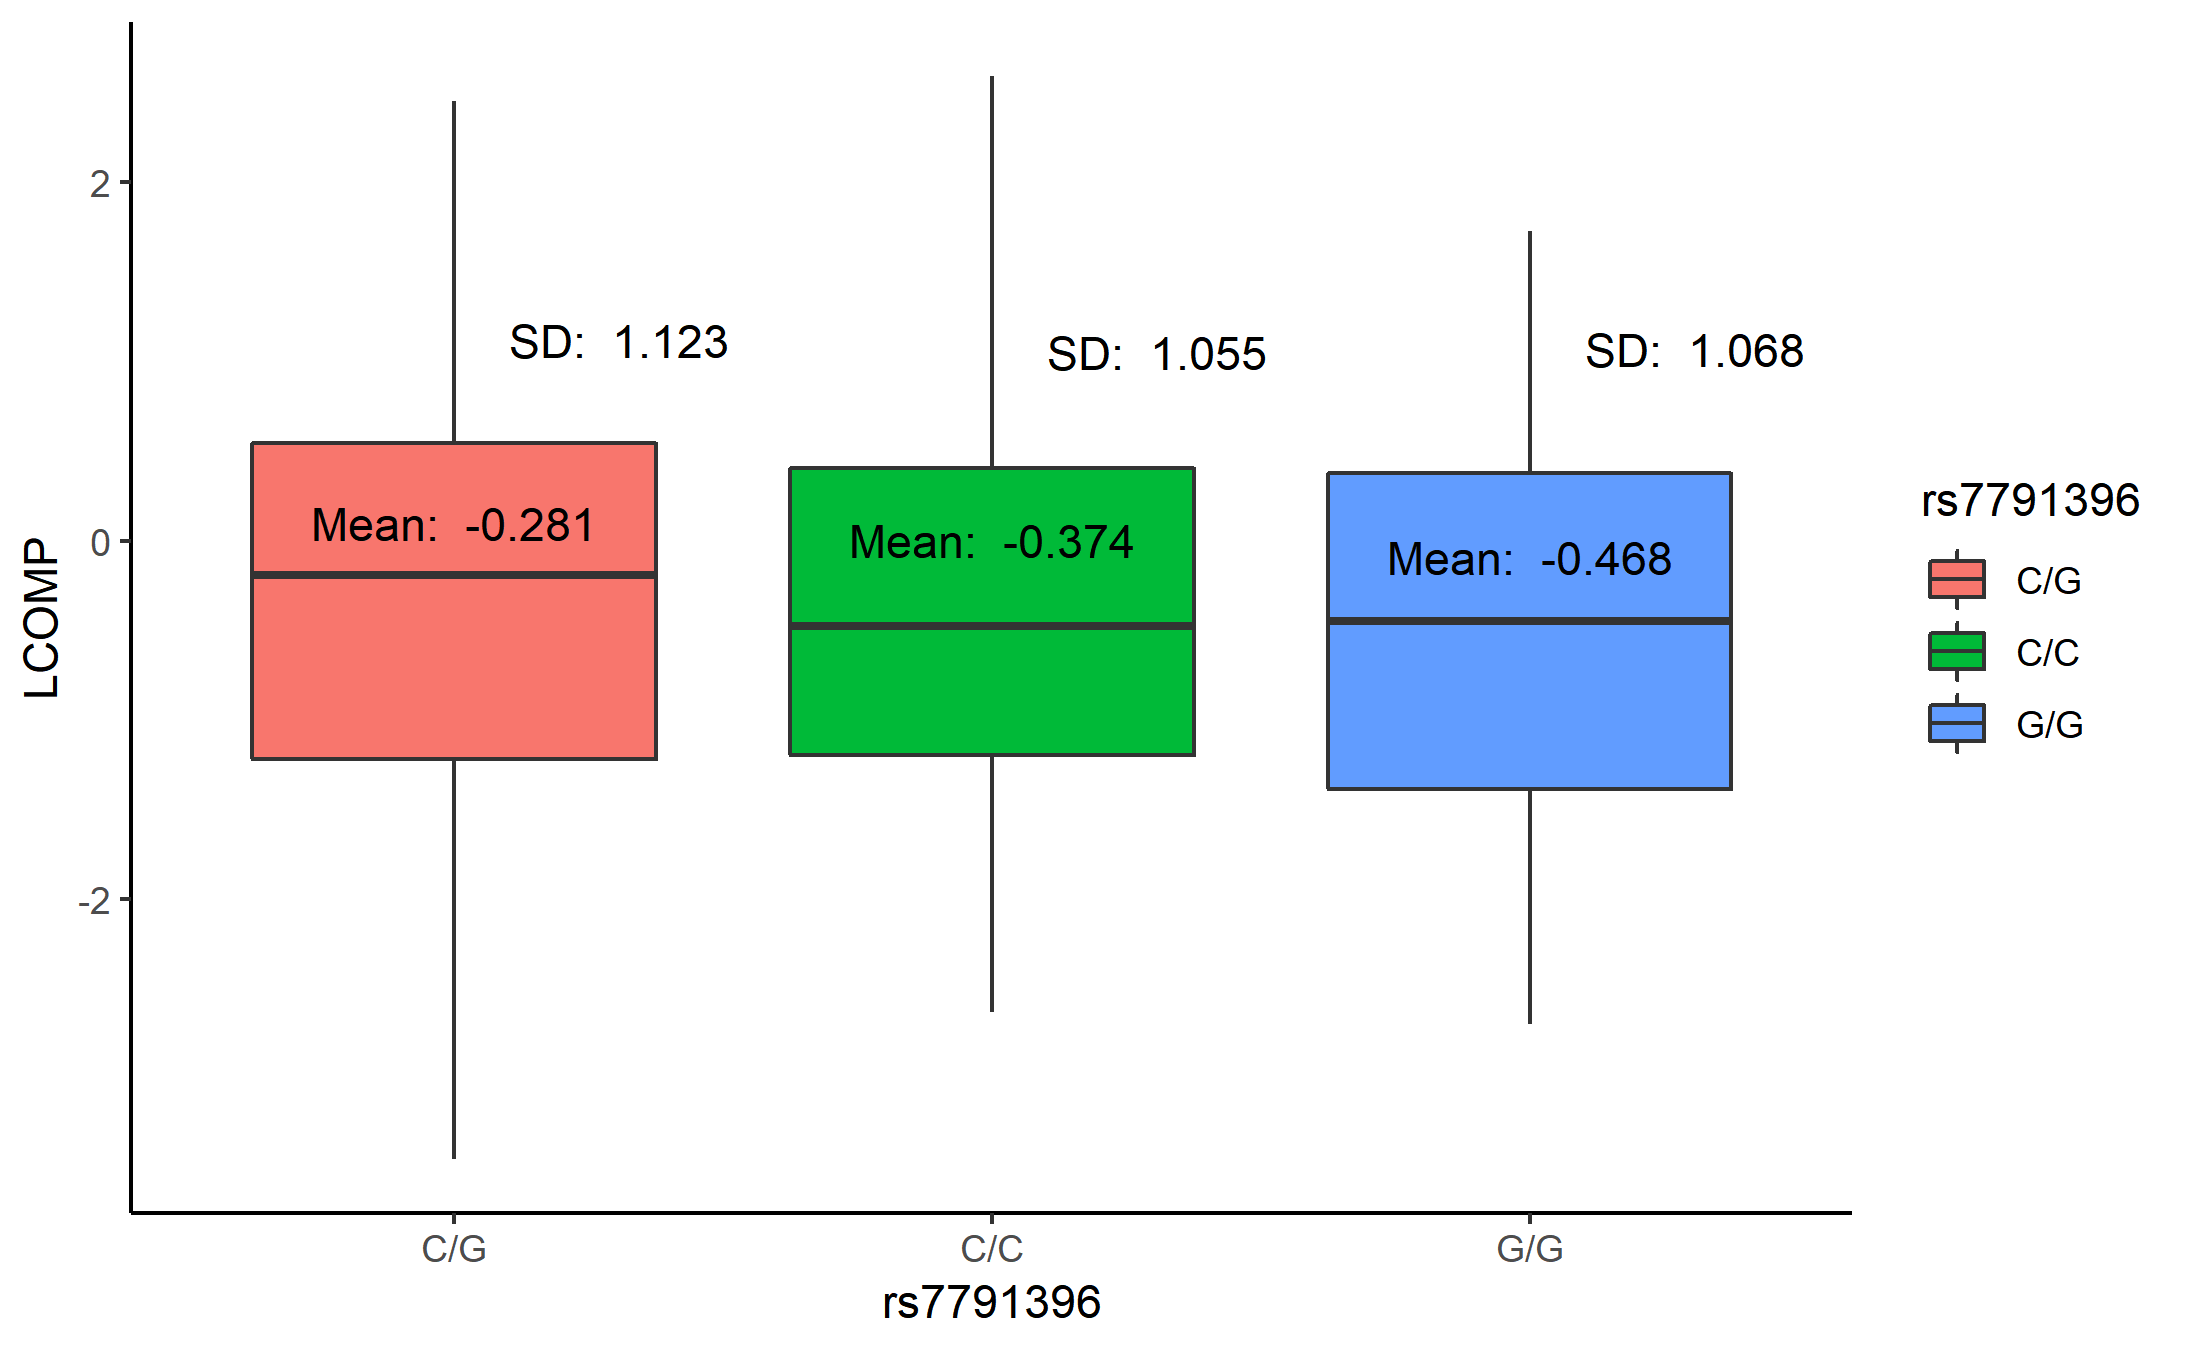 2
0
-2
LCOMP
SD: 1.123
SD: 1.055
SD: 1.068
Mean: -0.281
Mean: -0.374
Mean: -0.468
C/G
C/C
G/G
rs7791396
rs7791396
C/G
C/C
G/G